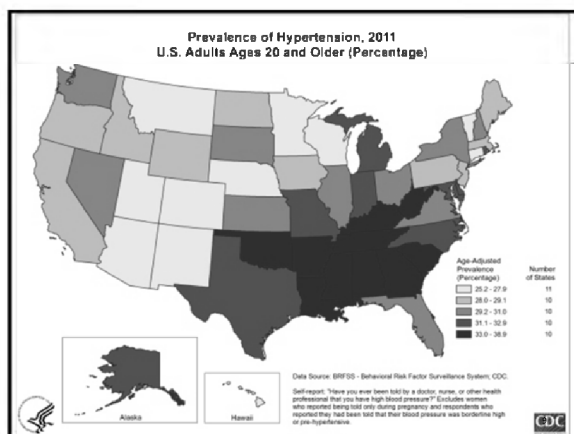 Prevalence of Hypertension, 2011
U.S. Adults Ages 20 and Older (Percentage)
Age-Adjusted
Prevalence
(Percentage)
Number
of States
25.2 - 27.9 11
28.0 - 29.1 10
29.2 - 31.0 10
31.1 - 32.9 10
33.0 - 38.9 10
Data Source: BRFSS - Behavioral Risk Factor Surveillance System; CDC.
Self-report: "Have you ever been told by a doctor, nurse, or other health
professional that you have high blood pressure?" Excludes women
who reported being told only during pregnancy and respondents who
reported they had been told that their blood pressure was borderline high
or pre-hypertensive.
Alaska
Hawaii
CDC